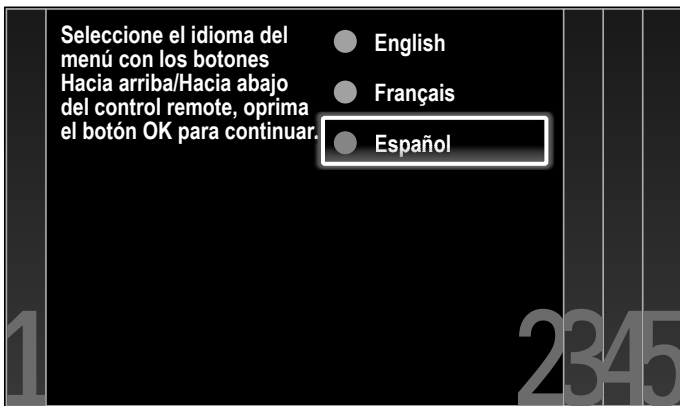 Seleccione el idioma del
menú con los botones
Hacia arriba/Hacia abajo
del control remote, oprima
el botón OK para continuar.
English
Français
Español
1
2
3
4
5